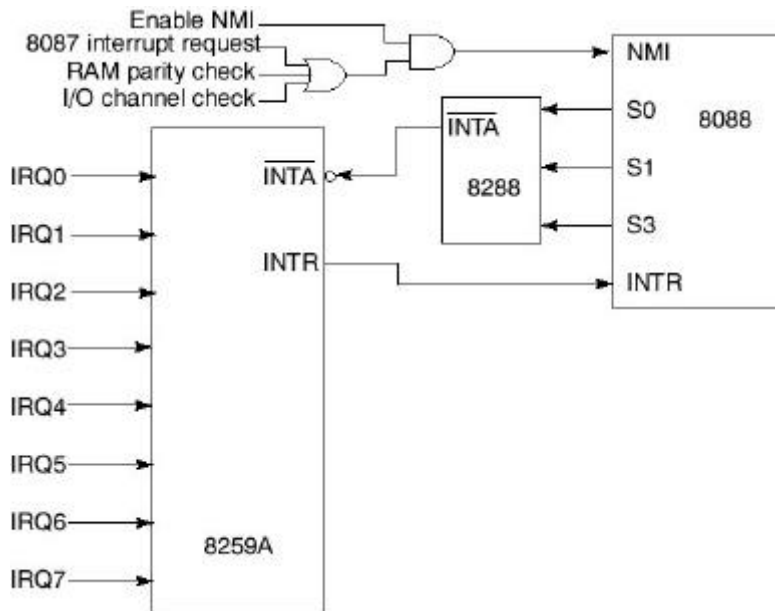 Enable NMI
8087 interrupt request
RAM parity check
I/O channel check
NMI
S0
8088
INTA
S1
8288
S3
INTR
IRQ0
INTA
IRQ1
INTR
IRQ2
IRQ3
IRQ4
IRQ5
IRQ6
8259A
IRQ7